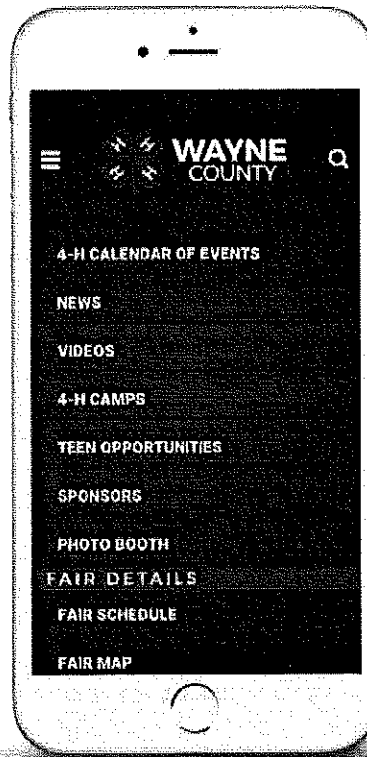 WAYNE
COUNTY
4-H CALENDAR OF EVENTS
NEWS
VIDEOS
4-H CAMPS
TEEN OPPORTUNITIES
SPONSORS
PHOTO BOOTH
FAIR DETAILS
FAIR SCHEDULE
FAIR MAP